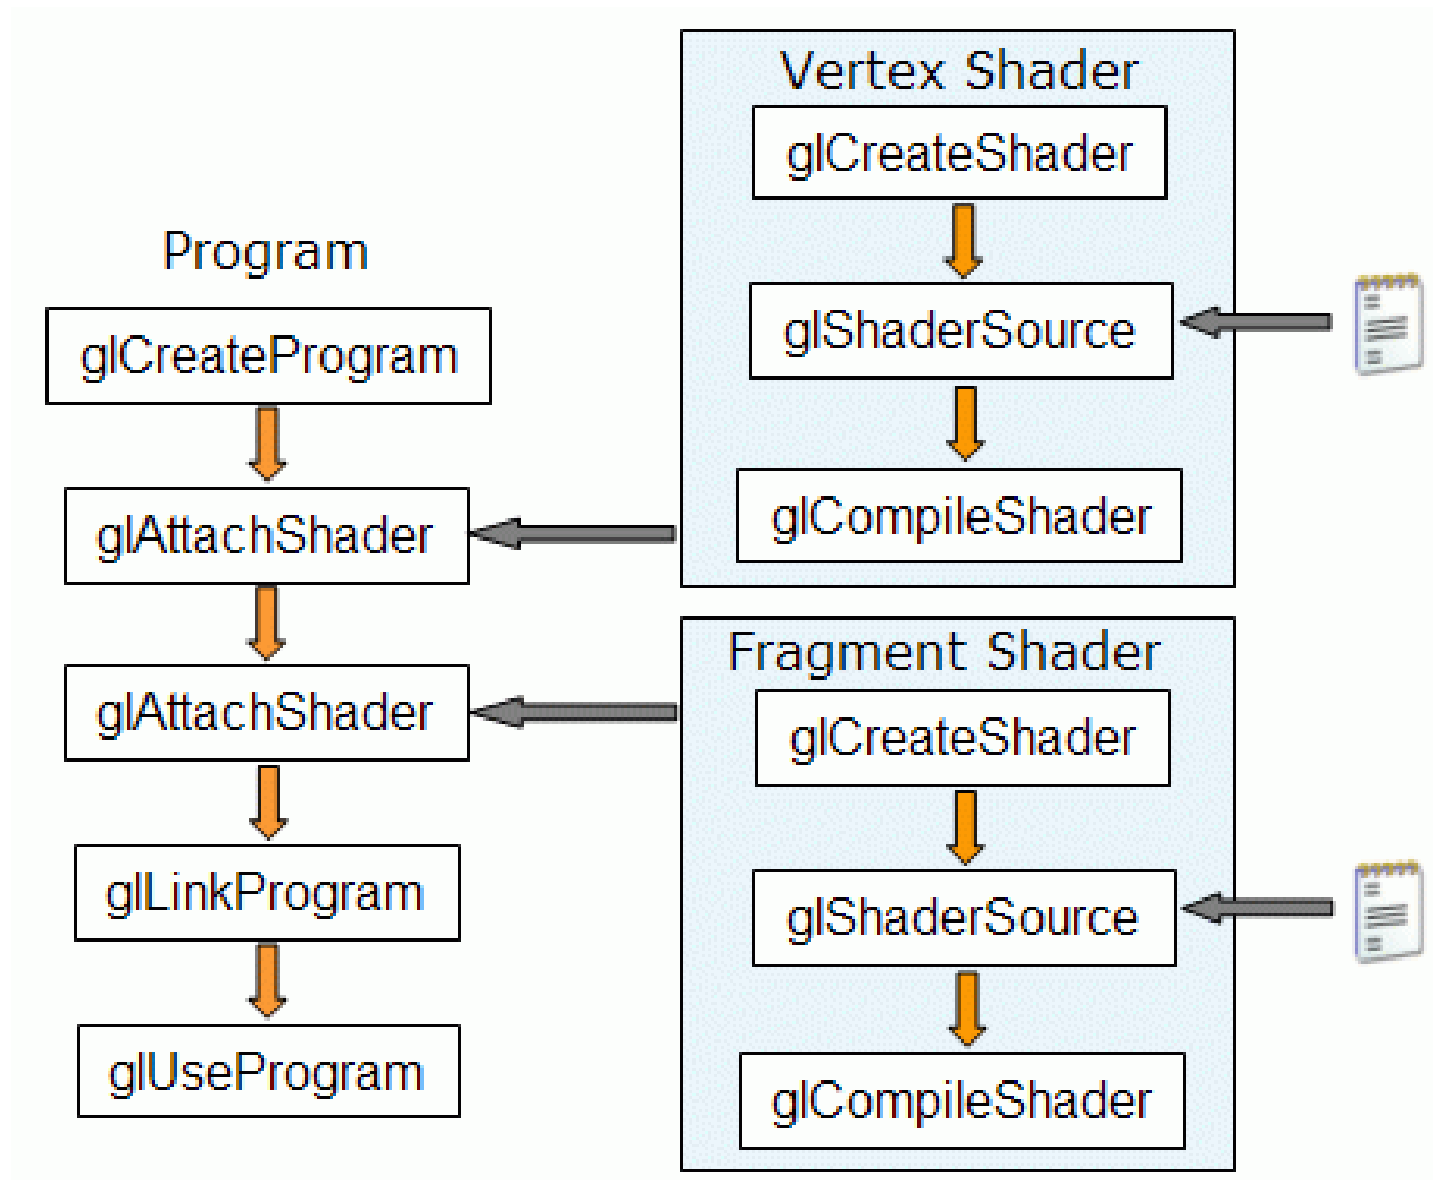 Program
glCreateProgram
glAttachShader
glAttachShader
glLinkProgram
glUseProgram
Vertex Shader
glCreateShader
glShaderSource
glCompileShader
Fragment Shader
glCreateShader
glShaderSource
glCompileShader